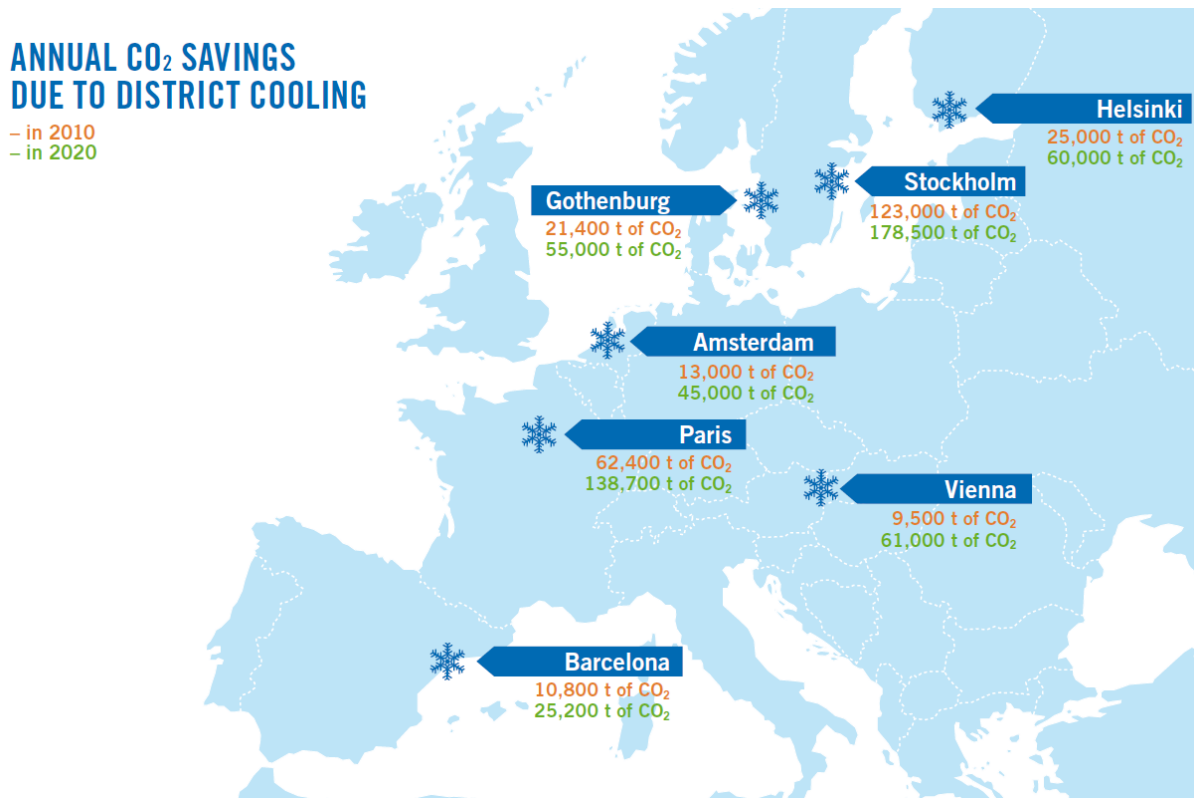 ANNUAL CO₂ SAVINGS
DUE TO DISTRICT COOLING
– in 2010
– in 2020
Helsinki
25,000 t of CO₂
60,000 t of CO₂
Stockholm
123,000 t of CO₂
178,500 t of CO₂
Gothenburg
21,400 t of CO₂
55,000 t of CO₂
Amsterdam
13,000 t of CO₂
45,000 t of CO₂
Paris
62,400 t of CO₂
138,700 t of CO₂
Vienna
9,500 t of CO₂
61,000 t of CO₂
Barcelona
10,800 t of CO₂
25,200 t of CO₂